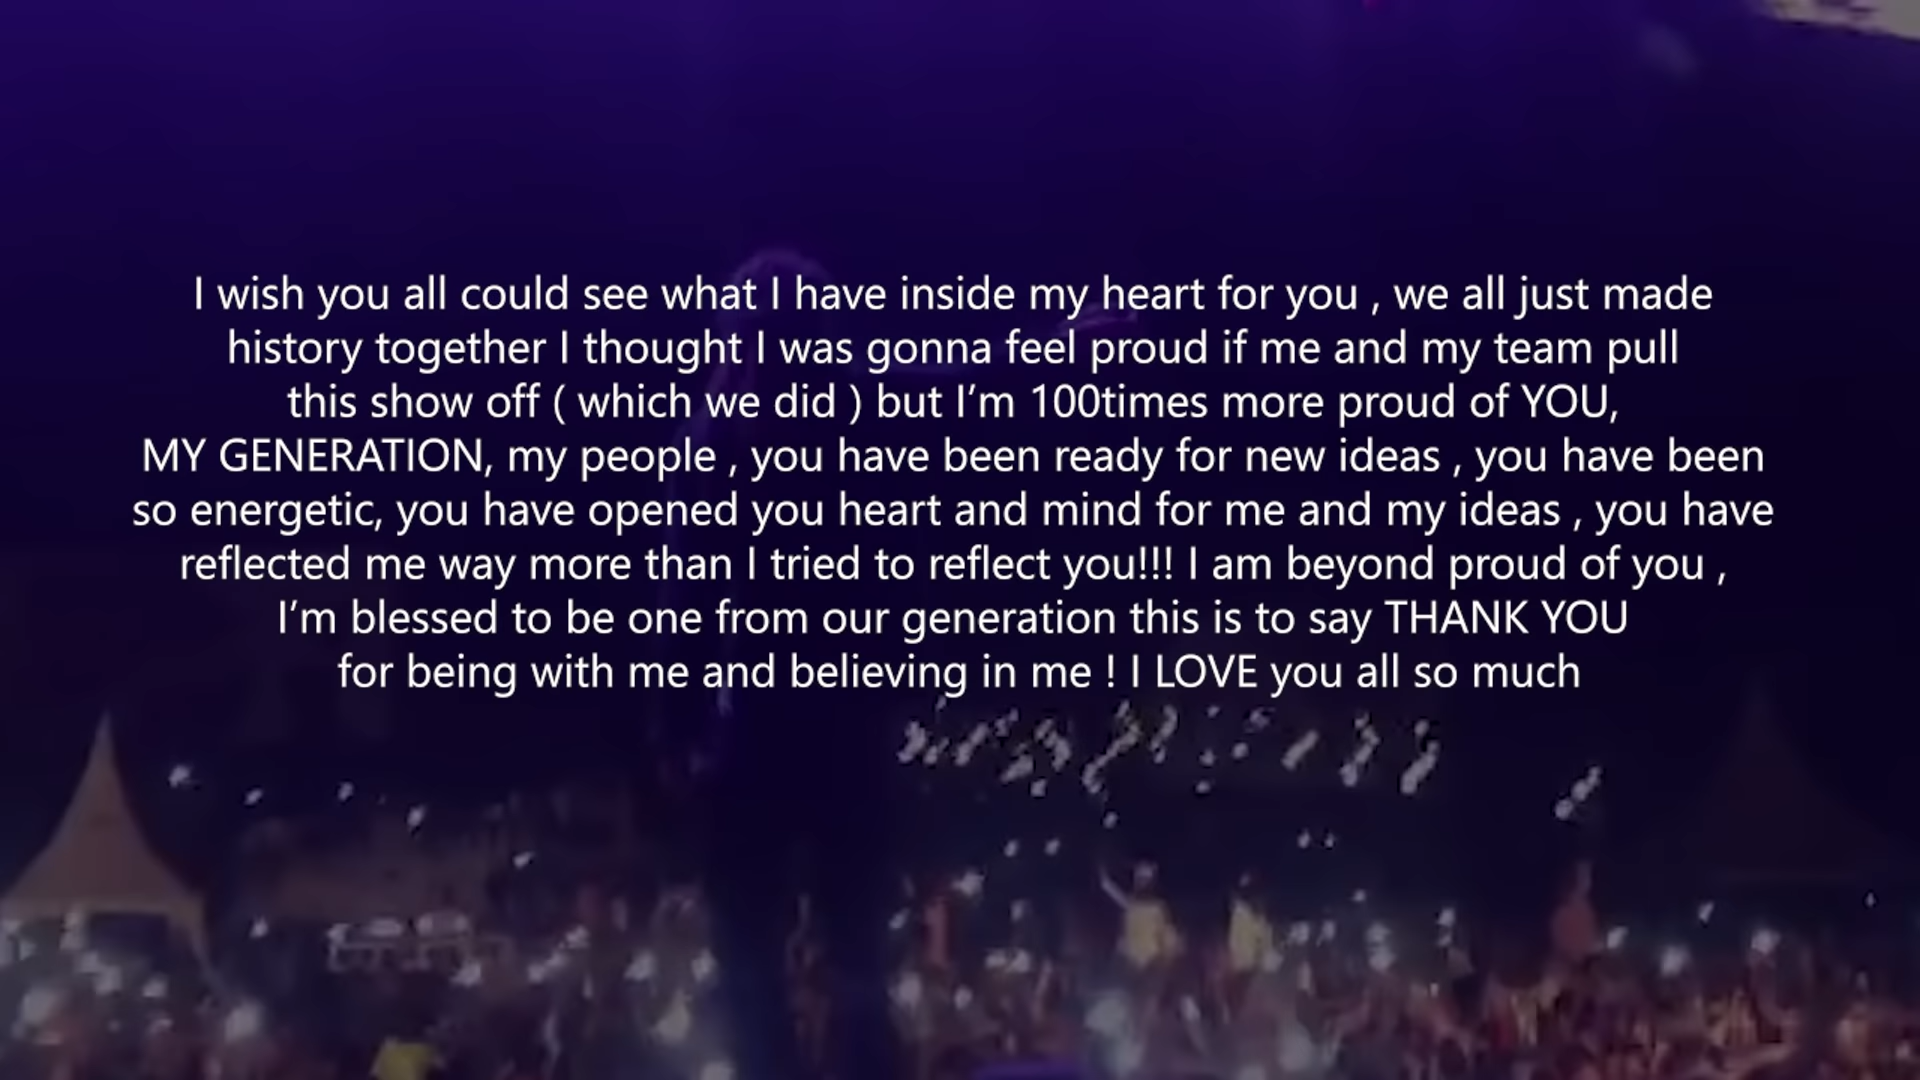 I wish you all could see what I have inside my heart for you , we all just made
history together I thought I was gonna feel proud if me and my team pull
this show off ( which we did ) but I’m 100times more proud of YOU,
MY GENERATION, my people , you have been ready for new ideas , you have been
so energetic, you have opened you heart and mind for me and my ideas , you have
reflected me way more than I tried to reflect you!!! I am beyond proud of you ,
I’m blessed to be one from our generation this is to say THANK YOU
for being with me and believing in me ! I LOVE you all so much